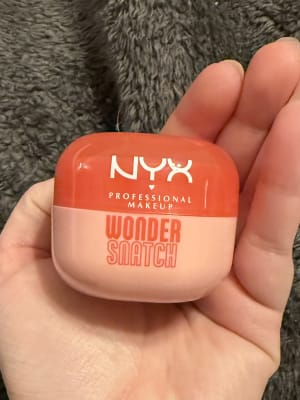 NYX
PROFESSIONAL
MAKEUP
WONDER
SNATCH